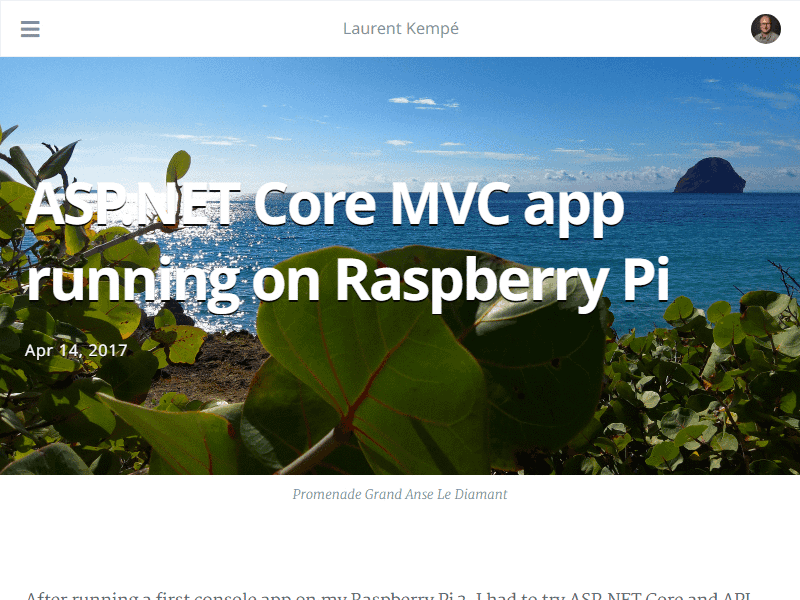 Laurent Kempé
ASP.NET Core MVC app
running on Raspberry Pi
Apr 14, 2017
Promenade Grand Anse Le Diamant
After running a first console app on my Raspberry Pi 3, I had to try ASP. NET Core and API